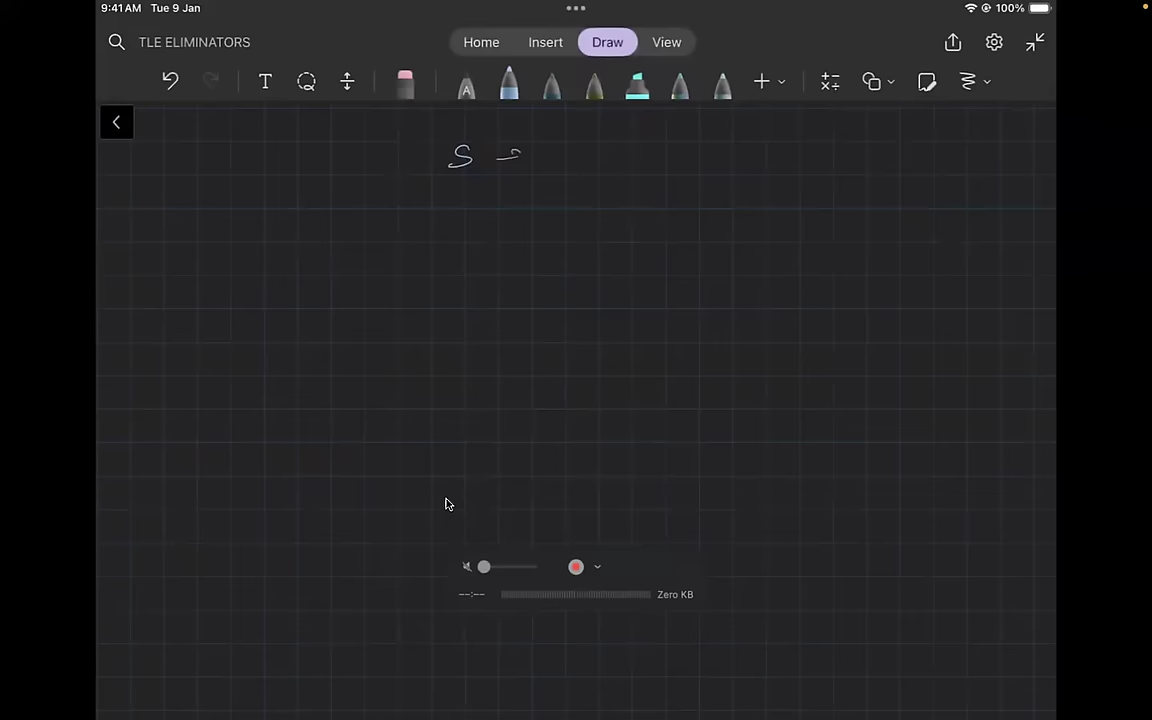 9:41 AM Tue 9 Jan
100%
TLE ELIMINATORS
Home Insert Draw View
T
A
S →
--:-- Zero KB